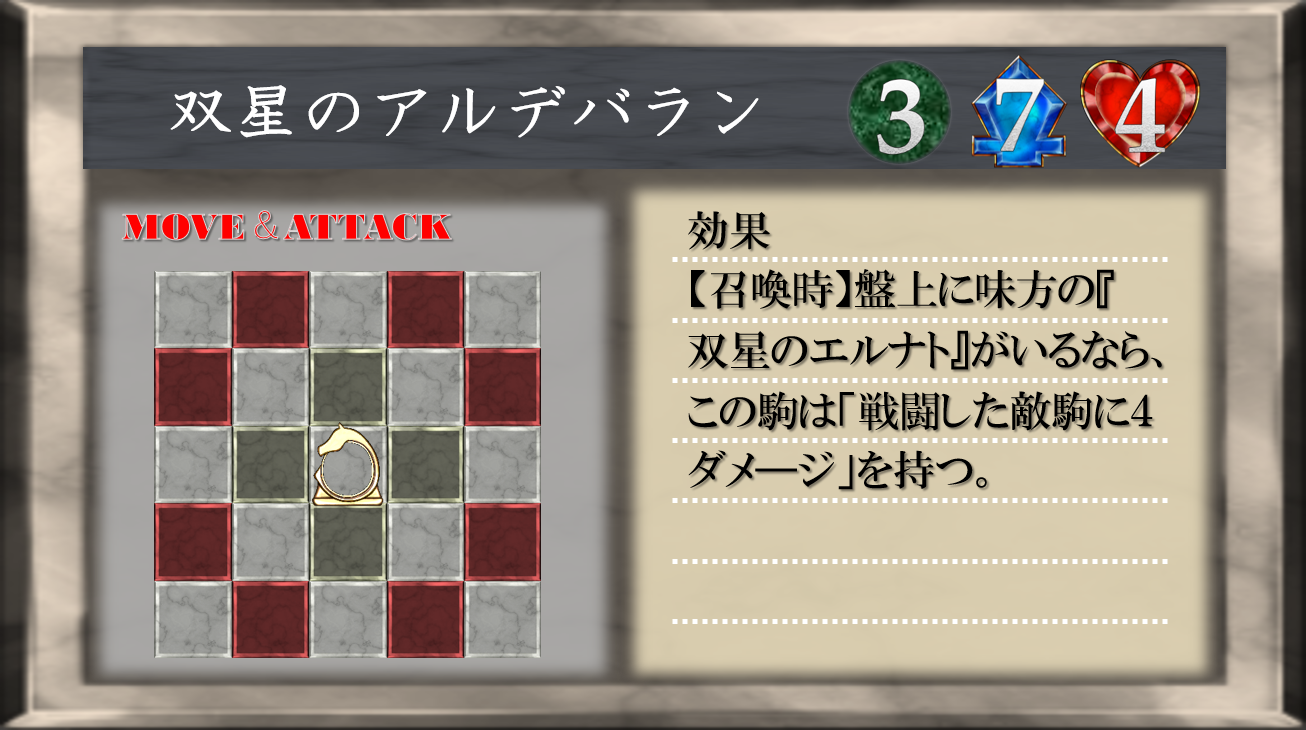 双星のアルデバラン
3 7 4
MOVE & ATTACK
効果
【召喚時】盤上に味方の『
双星のエルナト』がいるなら、
この駒は「戦闘した敵駒に4
ダメージ」を持つ。